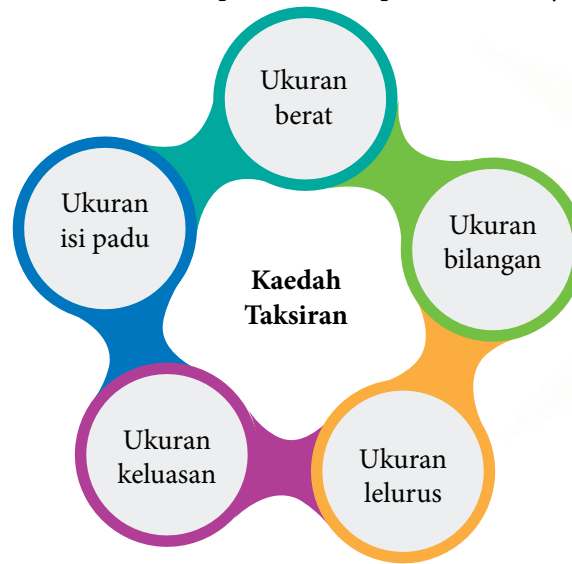 Ukuran
berat
Ukuran
bilangan
Ukuran
lelurus
Ukuran
keluasan
Ukuran
isi padu
Kaedah
Taksiran